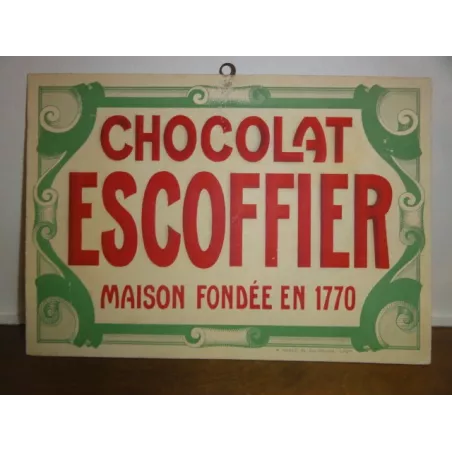 CHOCOLAT
ESCOFFIER
MAISON FONDÉE EN 1770